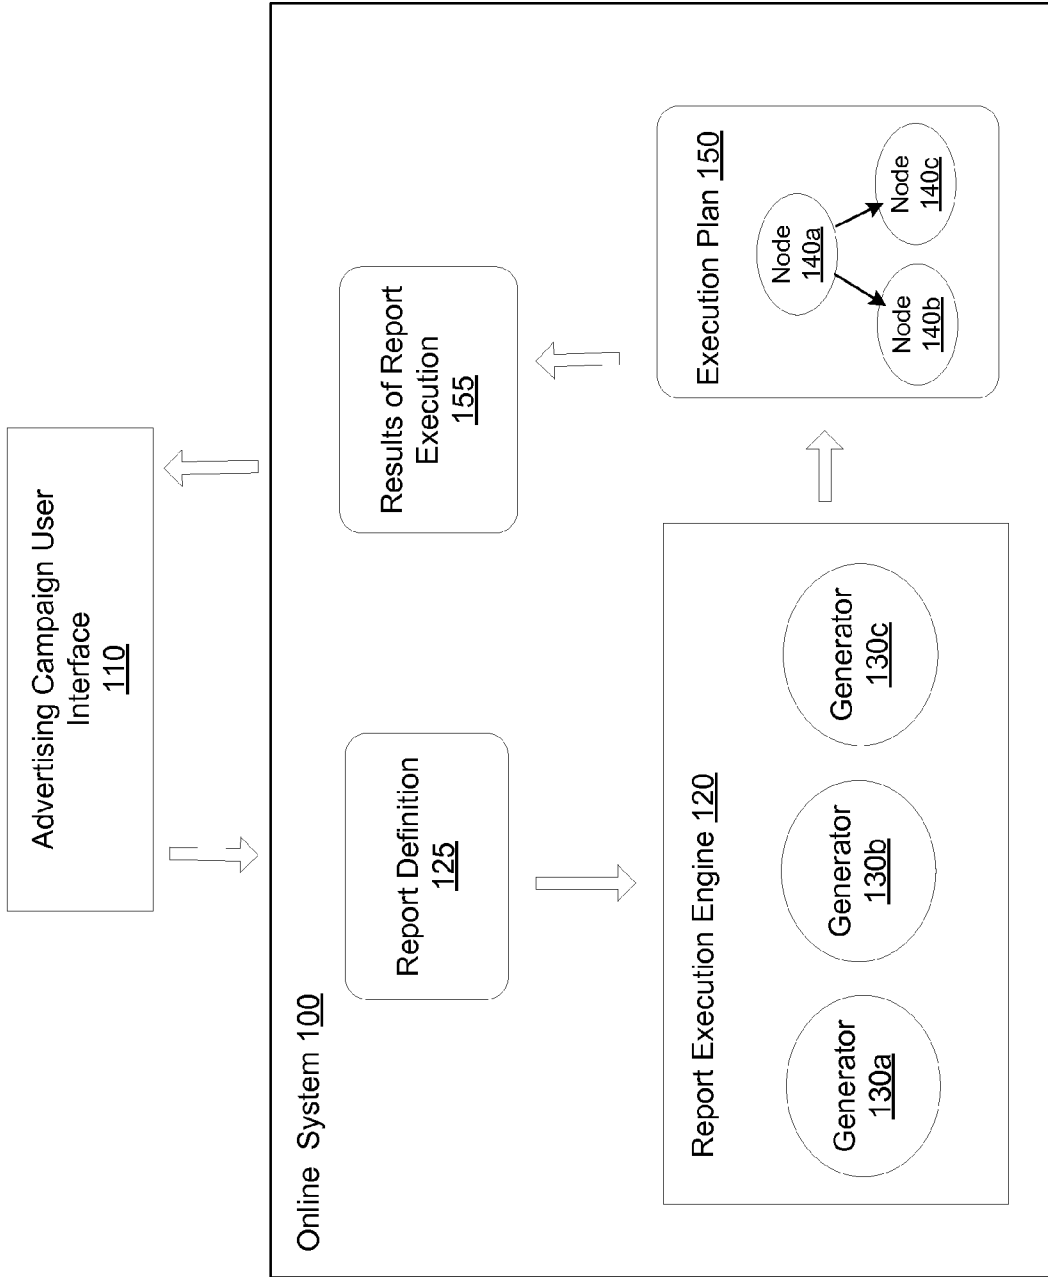 Advertising Campaign User
Interface
110
Online System 100
Report Definition
125
Results of Report
Execution
155
Report Execution Engine 120
Generator
130a
Generator
130b
Generator
130c
Execution Plan 150
Node
140a
Node
140b
Node
140c